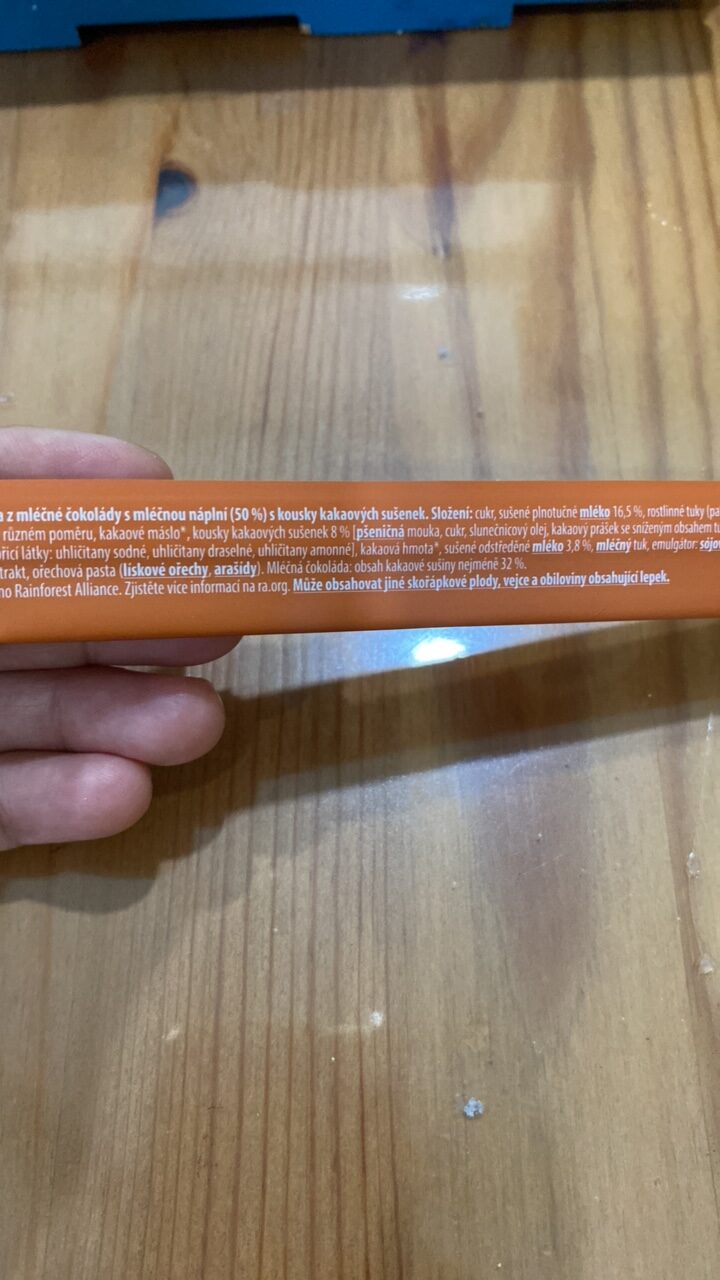 z mléčné čokolády s mléčnou náplní (50 %) s kousky kakaových sušenek. Složení: cukr, sušené plnotučné mléko 16,5 %, rostlinné tuky
různém poměru, kakaové máslo*, kousky kakaových sušenek 8 % [pšeničná mouka, cukr, slunečnicový olej, kakaový prášek se sníženým obsahem
látky: uhličitany sodné, uhličitany draselné, uhličitany amonné], kakaová hmota*, sušené odstředěné mléko 3,8 %, mléčný tuk, emulgátor:
ořechová pasta (lískové ořechy, arašídy). Mléčná čokoláda: obsah kakaové sušiny nejméně 32 %.
Rainforest Alliance. Zjistěte více informací na ra.org. Může obsahovat jiné skořápkové plody, vejce a obiloviny obsahující lepek.